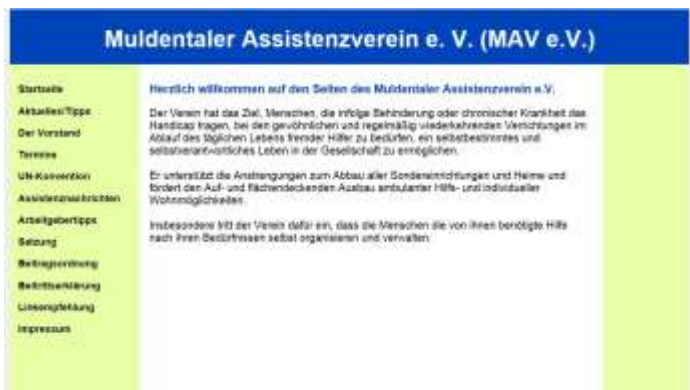 Muldentaler Assistenzverein e. V. (MAV e.V.)
Startseite
Aktuelles/Tipps
Der Vorstand
Termine
UN-Konvention
Assistenznachrichten
Arbeitgebertipps
Satzung
Beitragsordnung
Beitrittserklärung
Linkempfehlung
Impressum
Herzlich willkommen auf den Seiten des Muldentaler Assistenzverein e.V.
Der Verein hat das Ziel, Menschen, die infolge Behinderung oder chronischer Krankheit das
Handicap tragen, bei den gewöhnlichen und regelmäßig wiederkehrenden Verrichtungen im
Ablauf des täglichen Lebens fremder Hilfe zu bedürfen, ein selbstbestimmtes und
selbstverantwortliches Leben in der Gesellschaft zu ermöglichen.
Er unterstützt die Anstrengungen zum Abbau aller Sondereinrichtungen und Heime und
fördert den Auf- und flächendeckenden Ausbau ambulanter Hilfs- und individueller
Wohnmöglichkeiten.
Insbesondere tritt der Verein dafür ein, dass die Menschen die von ihnen benötigte Hilfe
nach ihren Bedürfnissen selbst organisieren und verwalten.